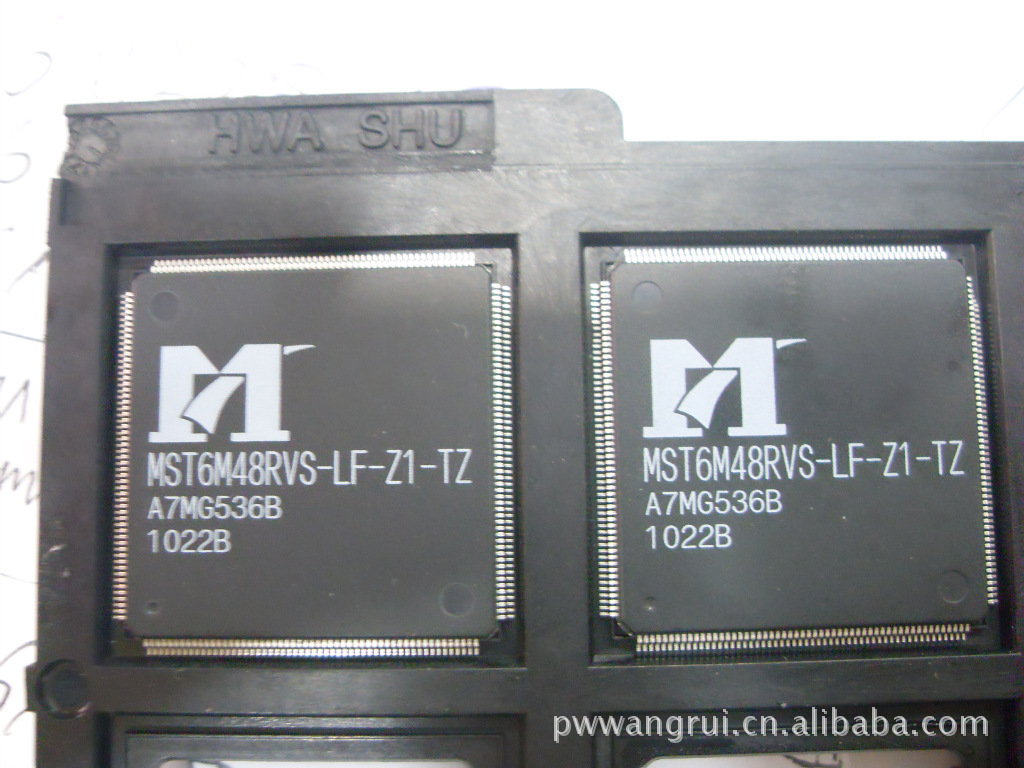 HWA SHU
MST6M48RVS-LF-Z1-TZ
A7MG536B
1022B
MST6M48RVS-LF-Z1-TZ
A7MG536B
1022B
pwwangrui.cn.alibaba.com